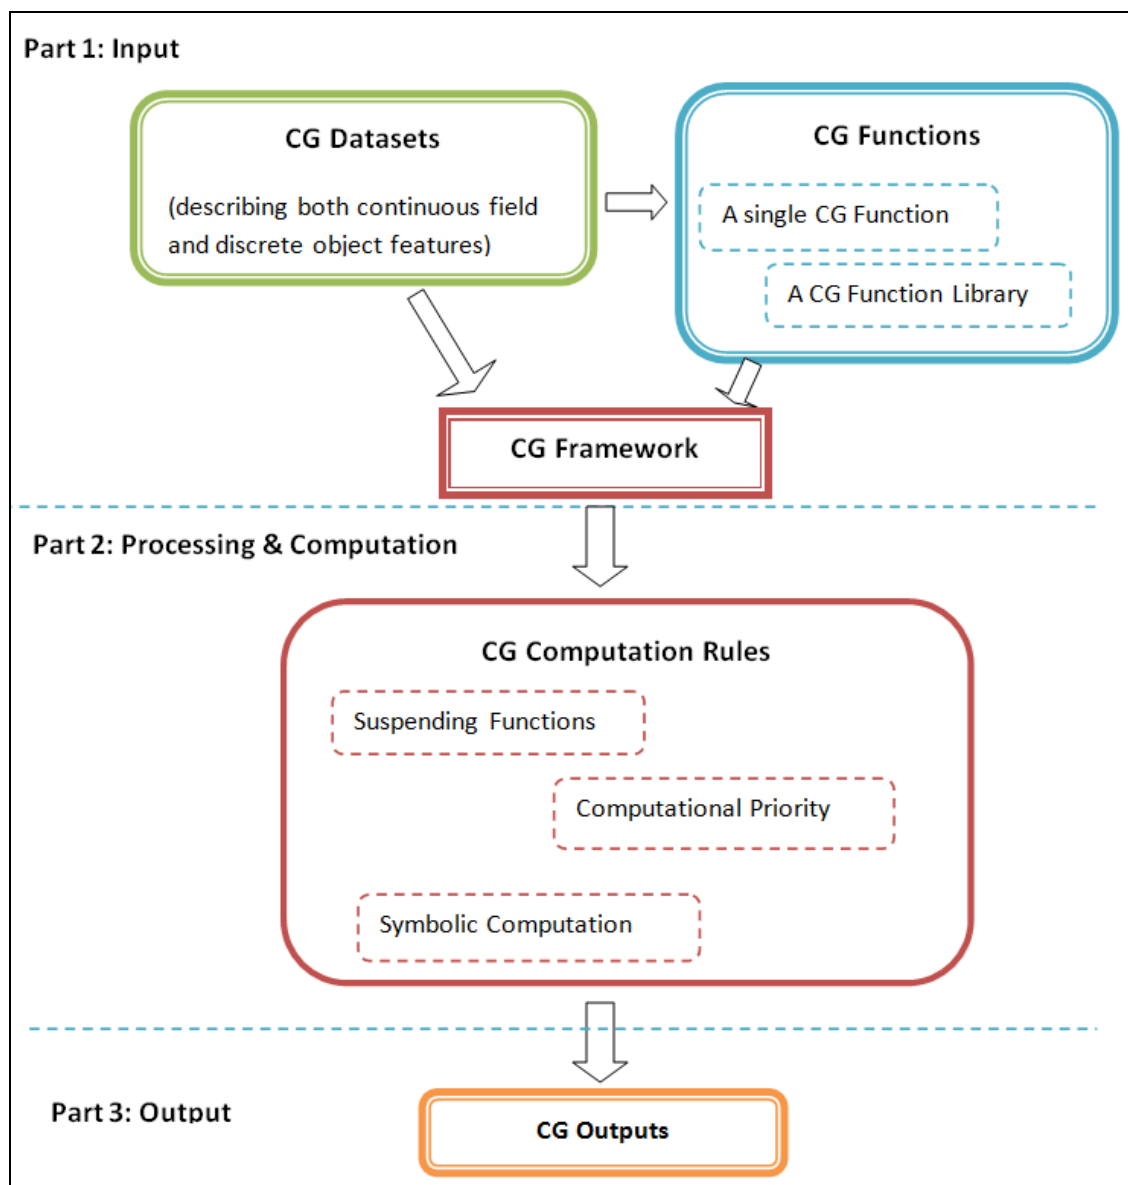 Part 1: Input
CG Datasets
(describing both continuous field
and discrete object features)
CG Functions
A single CG Function
A CG Function Library
CG Framework
Part 2: Processing & Computation
CG Computation Rules
Suspending Functions
Computational Priority
Symbolic Computation
Part 3: Output
CG Outputs